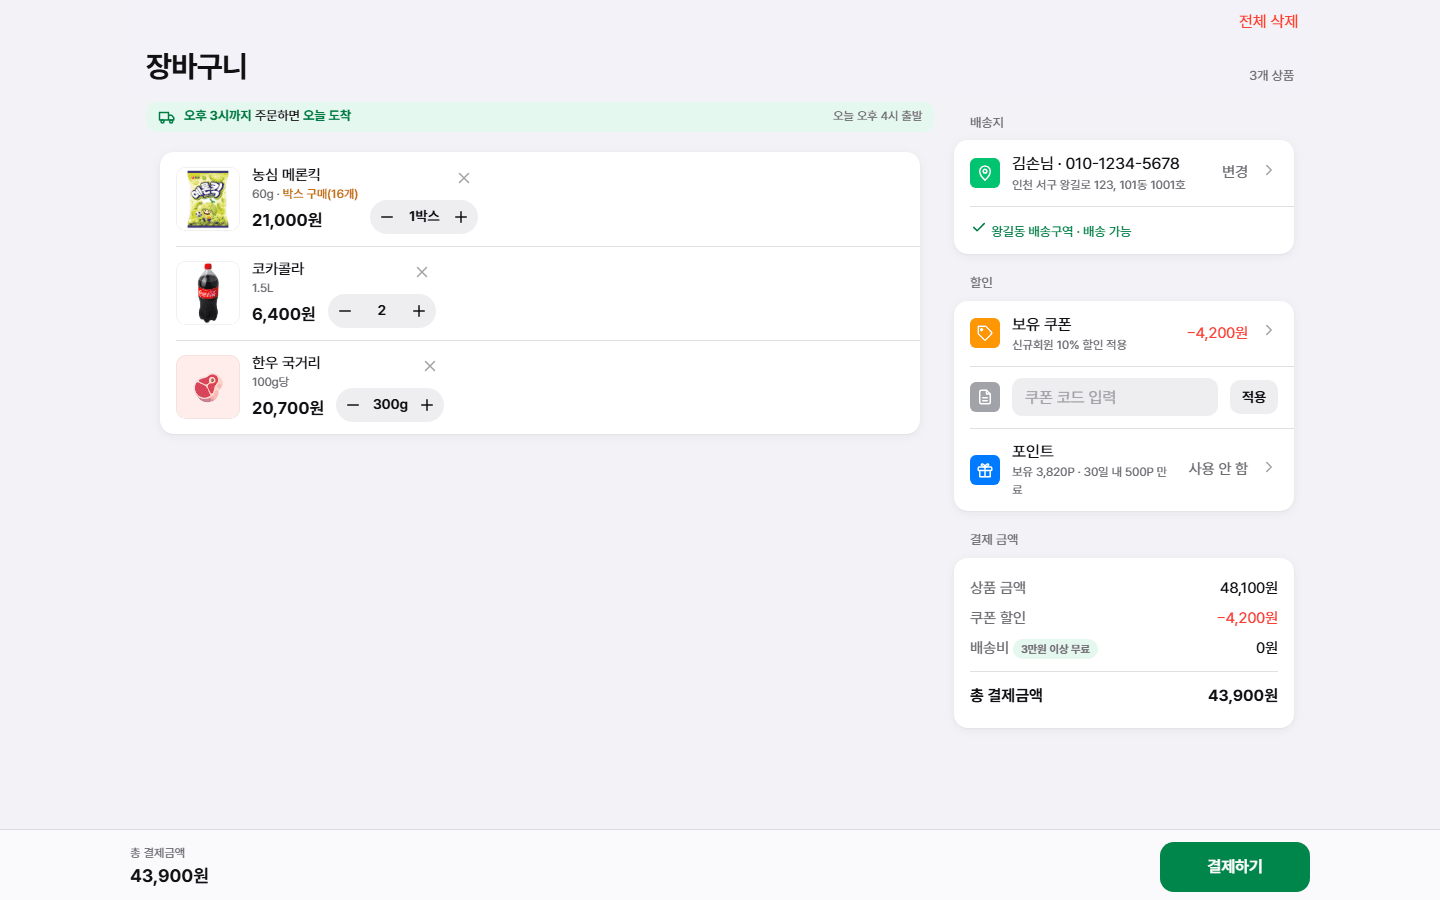 전체 삭제
장바구니
3개 상품
오후 3시까지 주문하면 오늘 도착
오늘 오후 4시 출발
농심 메론킥
60g · 박스 구매(16개)
21,000원
1박스
코카콜라
1.5L
6,400원
2
한우 국거리
100g당
20,700원
300g
배송지
김손님 · 010-1234-5678
인천 서구 왕길로 123, 101동 1001호
변경
왕길동 배송구역 · 배송 가능
할인
보유 쿠폰
신규회원 10% 할인 적용
−4,200원
쿠폰 코드 입력
적용
포인트
보유 3,820P · 30일 내 500P 만
료
사용 안 함
결제 금액
상품 금액
48,100원
쿠폰 할인
−4,200원
배송비 3만원 이상 무료
0원
총 결제금액
43,900원
총 결제금액
43,900원
결제하기